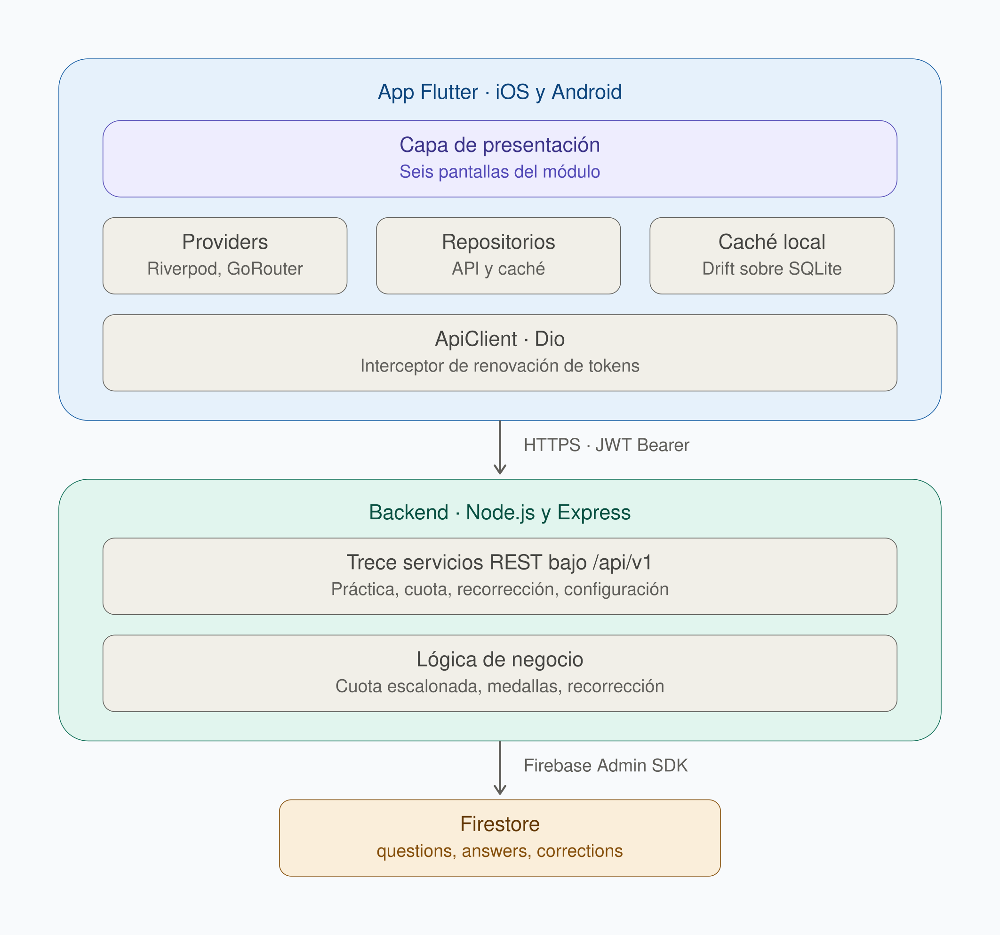 App Flutter · iOS y Android
Capa de presentación
Seis pantallas del módulo
Providers
Riverpod, GoRouter
Repositorios
API y caché
Caché local
Drift sobre SQLite
ApiClient · Dio
Interceptor de renovación de tokens
HTTPS · JWT Bearer
Backend · Node.js y Express
Trece servicios REST bajo /api/v1
Práctica, cuota, recorrección, configuración
Lógica de negocio
Cuota escalonada, medallas, recorrección
Firebase Admin SDK
Firestore
questions, answers, corrections